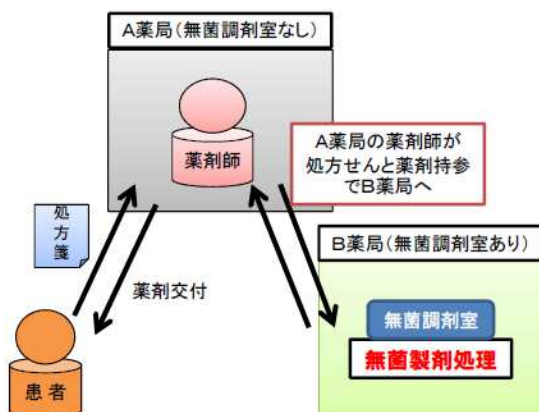 A薬局(無菌調剤室なし)
薬剤師
A薬局の薬剤師が
処方せんと薬剤持参
でB薬局へ
処方箋
薬剤交付
B薬局(無菌調剤室あり)
無菌調剤室
無菌製剤処理
患者